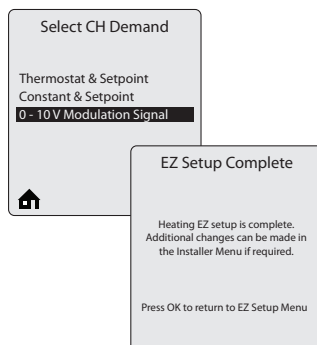 Select CH Demand
Thermostat & Setpoint
Constant & Setpoint
0 - 10 V Modulation Signal
EZ Setup Complete
Heating EZ setup is complete.
Additional changes can be made in
the Installer Menu if required.
Press OK to return to EZ Setup Menu